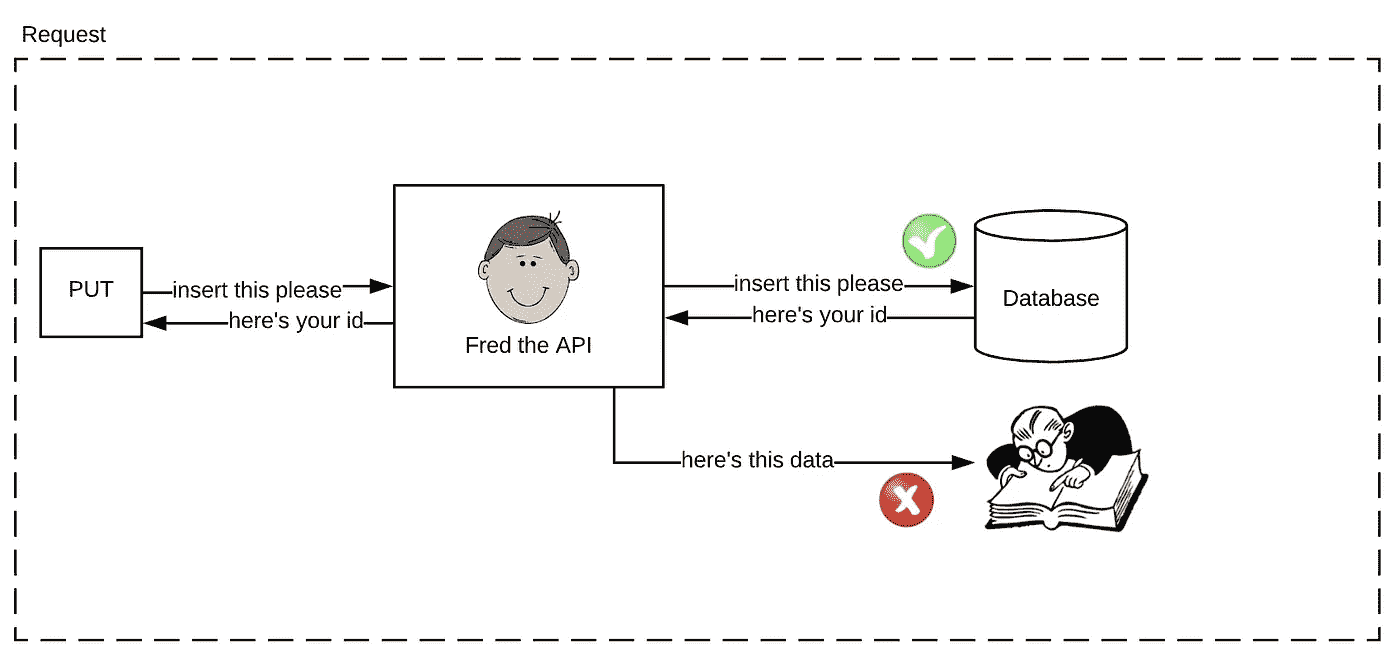 Request
PUT
insert this please
here's your id
Fred the API
insert this please
here's your id
Database
here's this data